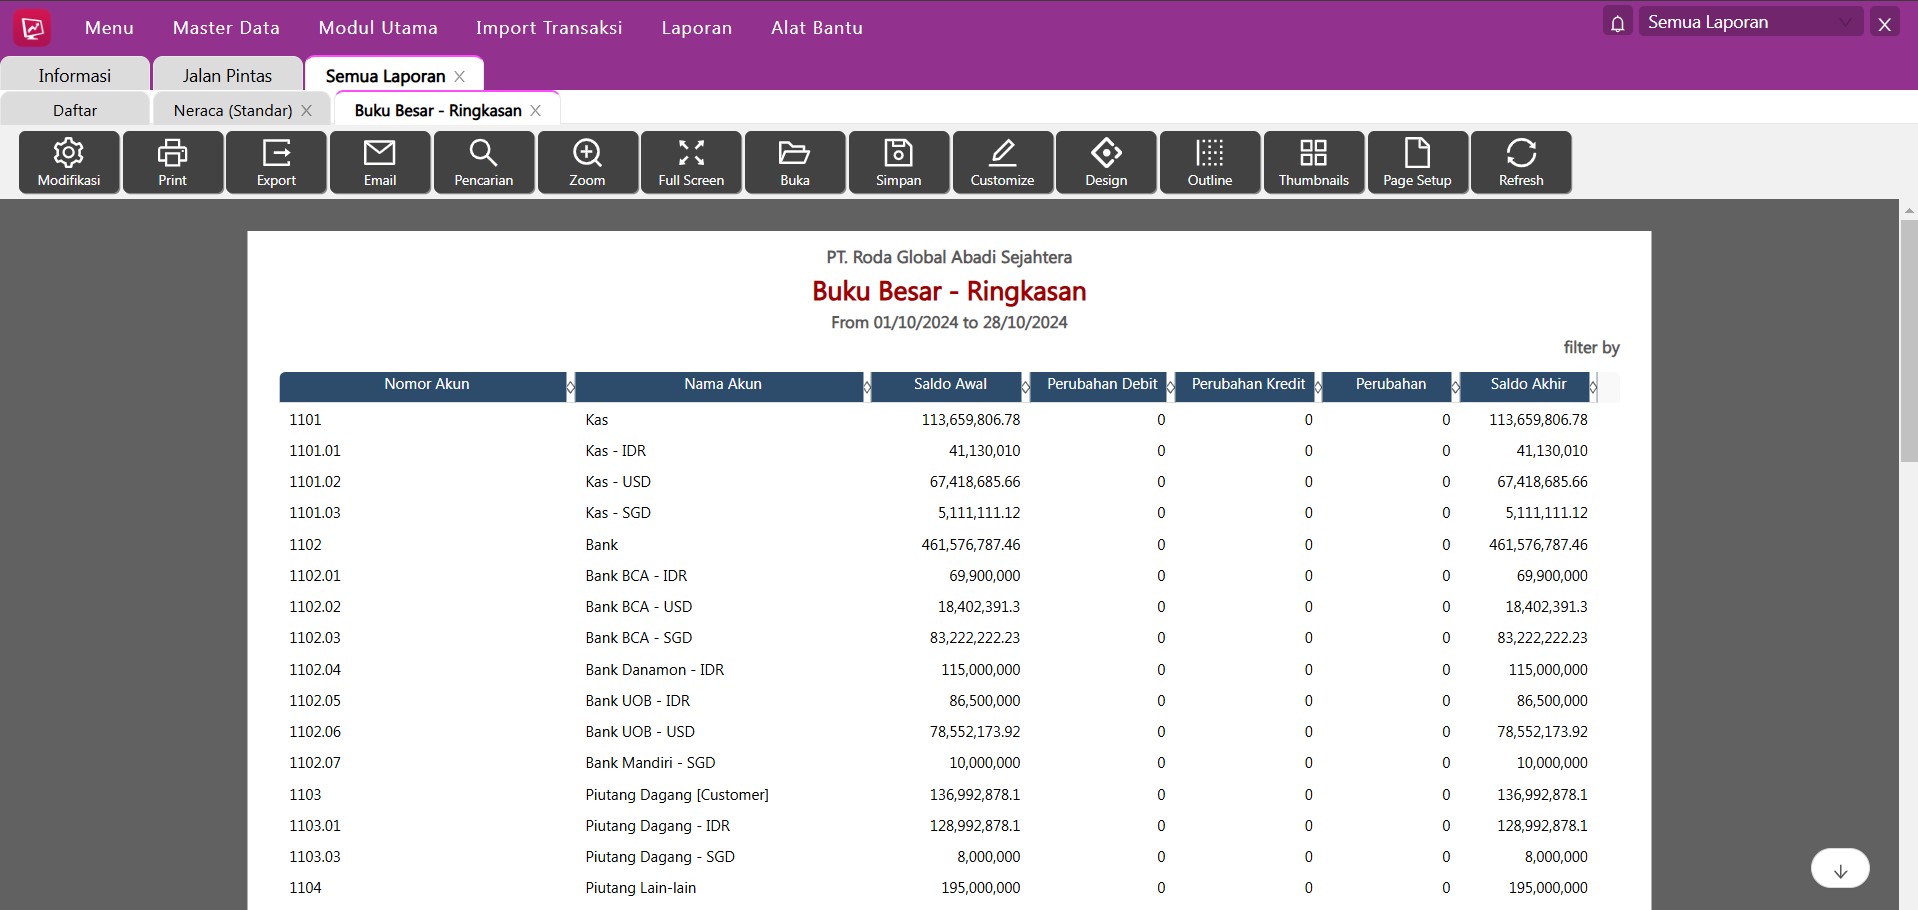 Menu Master Data Modul Utama Import Transaksi Laporan Alat Bantu Semua Laporan X
Informasi Jalan Pintas Semua Laporan
Daftar Neraca (Standar) Buku Besar - Ringkasan
Modifikasi Print Export Email Pencarian Zoom Full Screen Buka Simpan Customize Design Outline Thumbnails Page Setup Refresh
PT. Roda Global Abadi Sejahtera
Buku Besar - Ringkasan
From 01/10/2024 to 28/10/2024
filter by
Nomor Akun Nama Akun Saldo Awal Perubahan Debit Perubahan Kredit Perubahan Saldo Akhir
1101 Kas 113,659,806.78 0 0 0 113,659,806.78
1101.01 Kas - IDR 41,130,010 0 0 0 41,130,010
1101.02 Kas - USD 67,418,685.66 0 0 0 67,418,685.66
1101.03 Kas - SGD 5,111,111.12 0 0 0 5,111,111.12
1102 Bank 461,576,787.46 0 0 0 461,576,787.46
1102.01 Bank BCA - IDR 69,900,000 0 0 0 69,900,000
1102.02 Bank BCA - USD 18,402,391.3 0 0 0 18,402,391.3
1102.03 Bank BCA - SGD 83,222,222.23 0 0 0 83,222,222.23
1102.04 Bank Danamon - IDR 115,000,000 0 0 0 115,000,000
1102.05 Bank UOB - IDR 86,500,000 0 0 0 86,500,000
1102.06 Bank UOB - USD 78,552,173.92 0 0 0 78,552,173.92
1102.07 Bank Mandiri - SGD 10,000,000 0 0 0 10,000,000
1103 Piutang Dagang [Customer] 136,992,878.1 0 0 0 136,992,878.1
1103.01 Piutang Dagang - IDR 128,992,878.1 0 0 0 128,992,878.1
1103.03 Piutang Dagang - SGD 8,000,000 0 0 0 8,000,000
1104 Piutang Lain-lain 195,000,000 0 0 0 195,000,000